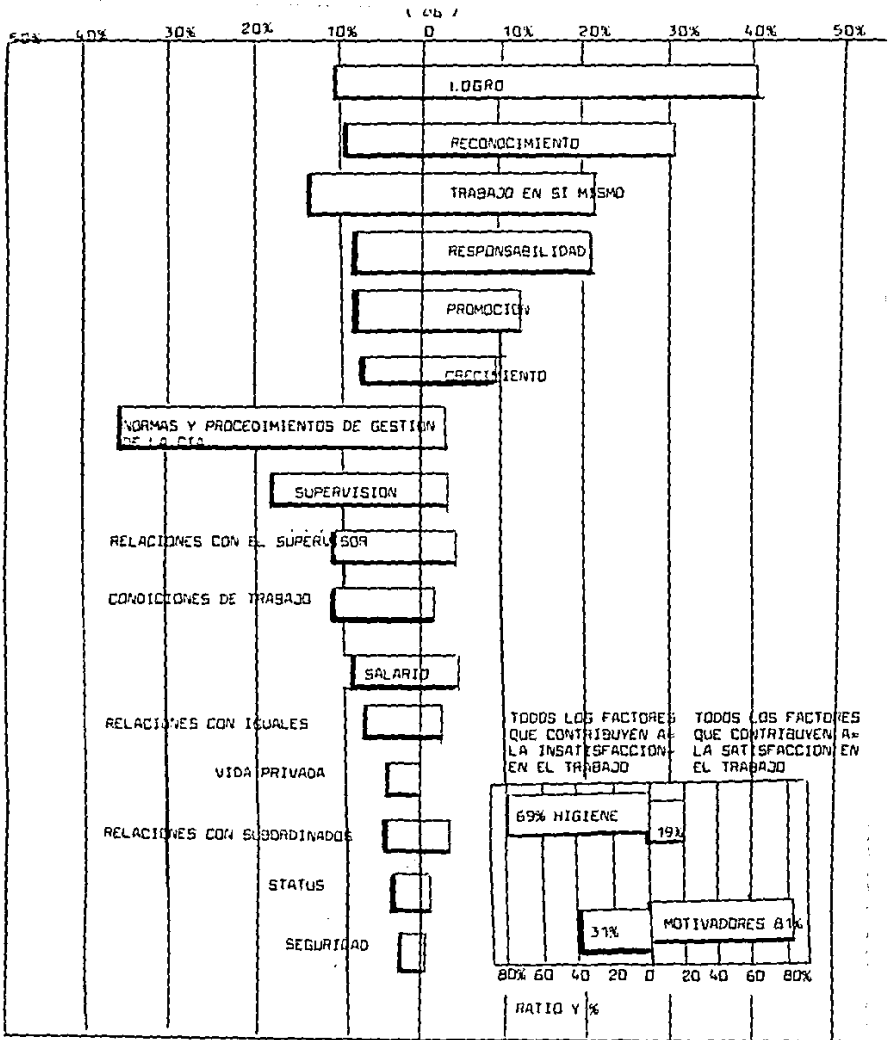 50% 40% 30% 20% 10% 0 10% 20% 30% 40% 50%
LOGRO
RECONOCIMIENTO
TRABAJO EN SI MISMO
RESPONSABILIDAD
PROMOCION
CRECIMIENTO
NORMAS Y PROCEDIMIENTOS DE GESTION
DE LA CIA
SUPERVISION
RELACIONES CON EL SUPERVISOR
CONDICIONES DE TRABAJO
SALARIO
RELACIONES CON IGUALES
VIDA PRIVADA
RELACIONES CON SUBORDINADOS
STATUS
SEGURIDAD
TODOS LOS FACTORES
QUE CONTRIBUYEN A=
LA INSATISFACCION-
EN EL TRABAJO
TODOS LOS FACTORES
QUE CONTRIBUYEN A=
LA SATISFACCION EN
EL TRABAJO
69% HIGIENE
19%
31%
MOTIVADORES 81%
80% 60 40 20 0 20 40 60 80%
RATIO Y %